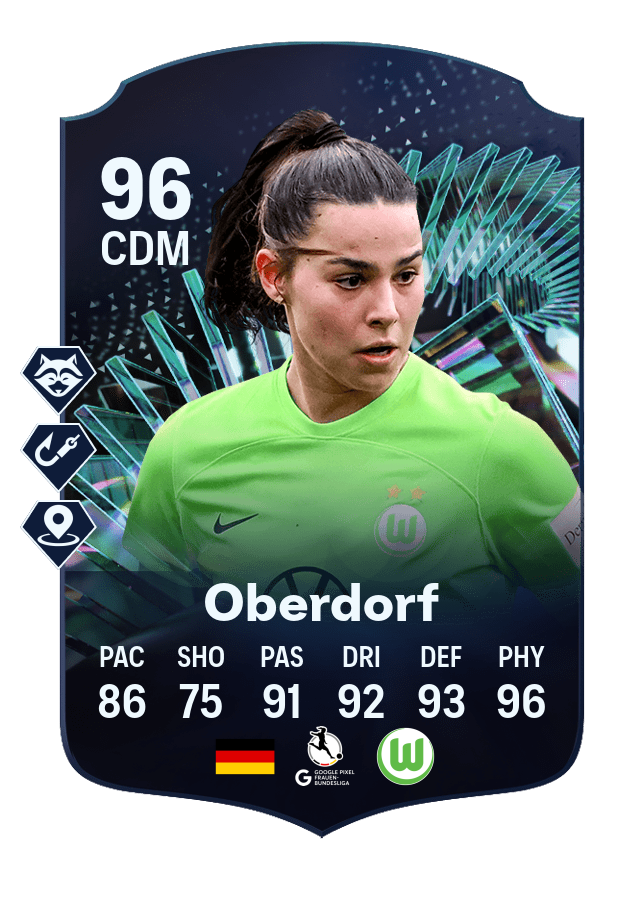 96
CDM
Oberdorf
PAC SHO PAS DRI DEF PHY
86 75 91 92 93 96
G GOOGLE PIXEL
FRAUEN-
BUNDESLIGA
W
W